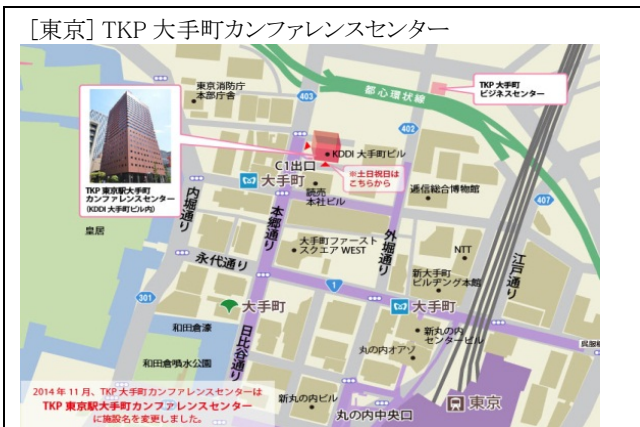 [東京] TKP 大手町カンファレンスセンター
東京消防庁
本部庁舎
403
都心環状線
TKP 大手町
ビジネスセンター
402
KDDI 大手町ビル
C1出口
※土日祝日は
こちらから
大手町
読売
本社ビル
逓信総合博物館
407
TKP 東京駅大手町
カンファレンスセンター
(KDDI 大手町ビル内)
内堀通り
本郷通り
外堀通り
江戸通り
皇居
永代通り
大手町ファースト
スクエア WEST
NTT
新大手町
ビルヂング本館
1
301
大手町
大手町
和田倉濠
日比谷通り
新丸の内
センタービル
丸の内オアゾ
和田倉噴水公園
2014 年 11 月、TKP 大手町カンファレンスセンターは
TKP 東京駅大手町カンファレンスセンター
に施設名を変更しました。
新丸の内ビル
丸の内中央口
東京